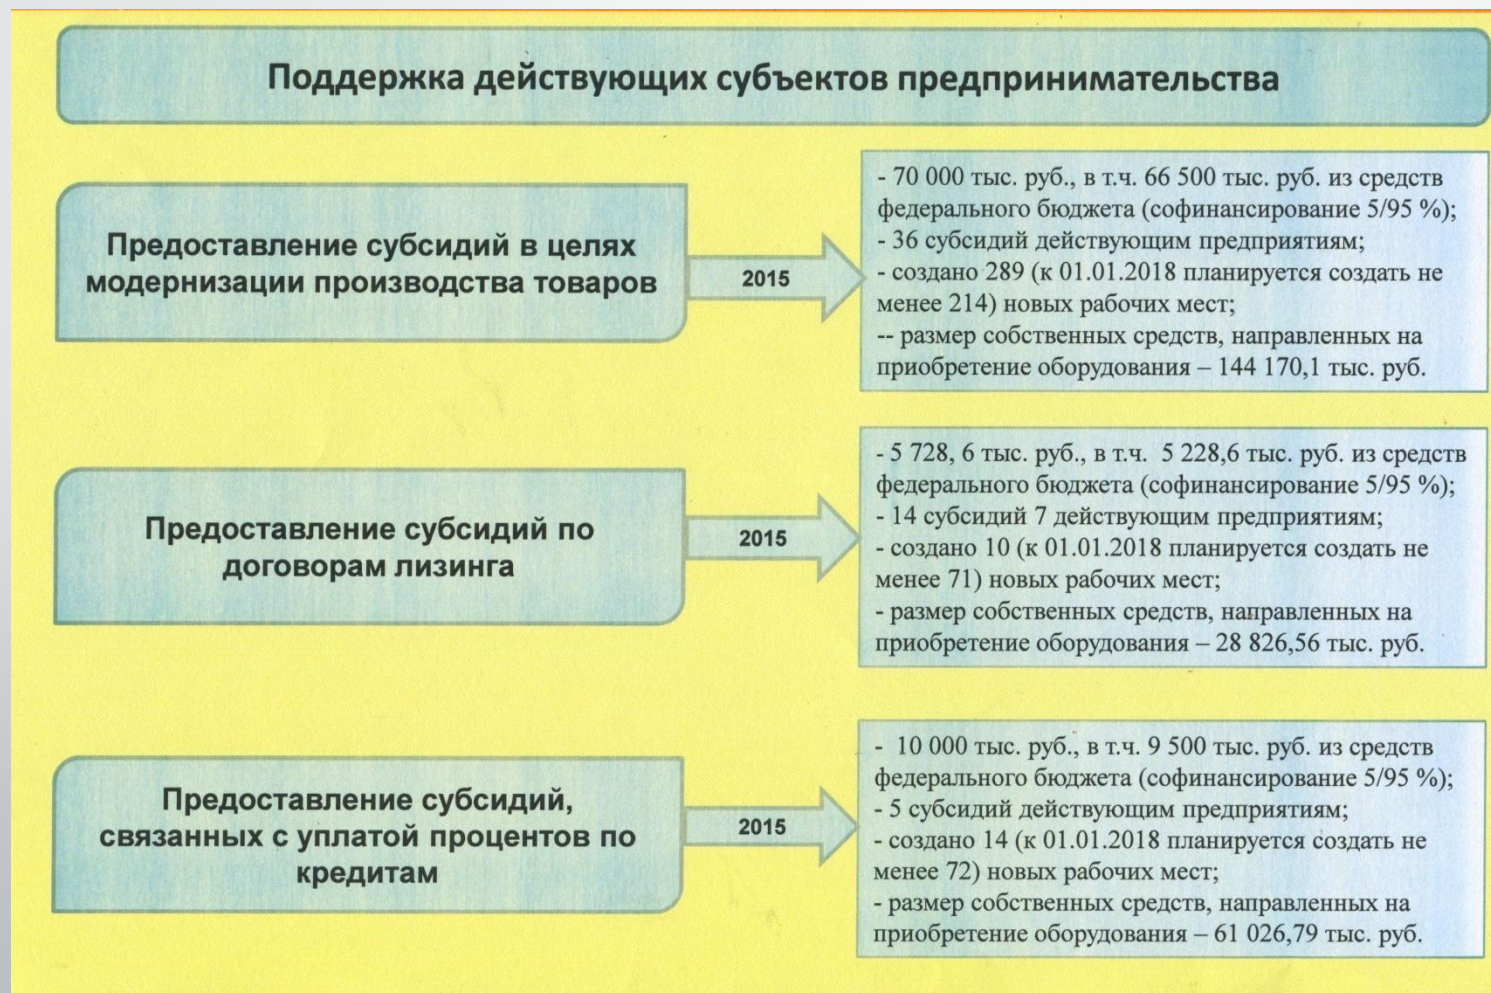 Поддержка действующих субъектов предпринимательства
Предоставление субсидий в целях
модернизации производства товаров
2015
- 70 000 тыс. руб., в т.ч. 66 500 тыс. руб. из средств
федерального бюджета (софинансирование 5/95 %);
- 36 субсидий действующим предприятиям;
- создано 289 (к 01.01.2018 планируется создать не
менее 214) новых рабочих мест;
-- размер собственных средств, направленных на
приобретение оборудования – 144 170,1 тыс. руб.
Предоставление субсидий по
договорам лизинга
2015
- 5 728, 6 тыс. руб., в т.ч. 5 228,6 тыс. руб. из средств
федерального бюджета (софинансирование 5/95 %);
- 14 субсидий 7 действующим предприятиям;
- создано 10 (к 01.01.2018 планируется создать не
менее 71) новых рабочих мест;
- размер собственных средств, направленных на
приобретение оборудования – 28 826,56 тыс. руб.
Предоставление субсидий,
связанных с уплатой процентов по
кредитам
2015
- 10 000 тыс. руб., в т.ч. 9 500 тыс. руб. из средств
федерального бюджета (софинансирование 5/95 %);
- 5 субсидий действующим предприятиям;
- создано 14 (к 01.01.2018 планируется создать не
менее 72) новых рабочих мест;
- размер собственных средств, направленных на
приобретение оборудования – 61 026,79 тыс. руб.